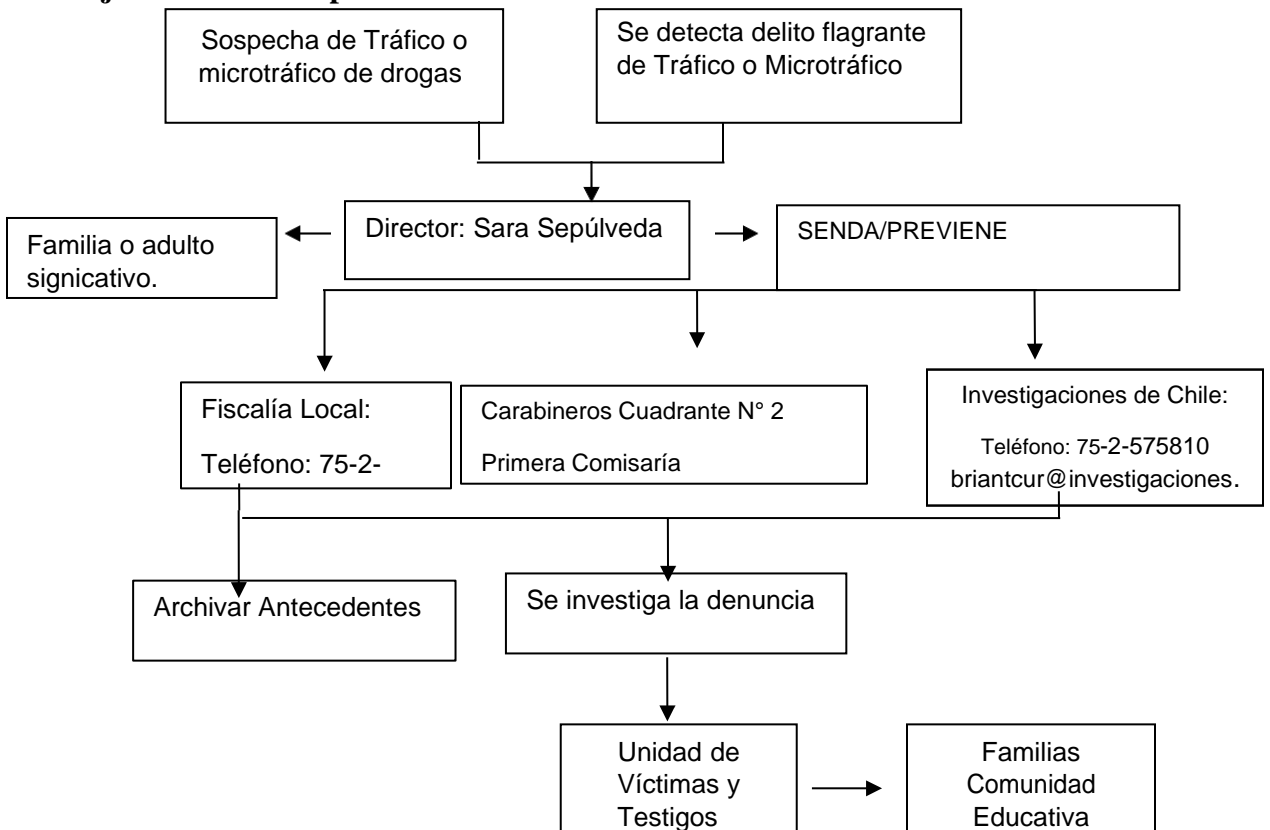 Sospecha de Tráfico o
microtráfico de drogas
Se detecta delito flagrante
de Tráfico o Microtráfico
Director: Sara Sepúlveda
SENDA/PREVIENE
Familia o adulto
signicativo.
Fiscalía Local:
Teléfono: 75-2-
Carabineros Cuadrante N° 2
Primera Comisaría
Investigaciones de Chile:
Teléfono: 75-2-575810
briantcur@investigaciones.
Archivar Antecedentes
Se investiga la denuncia
Unidad de
Víctimas y
Testigos
Familias
Comunidad
Educativa